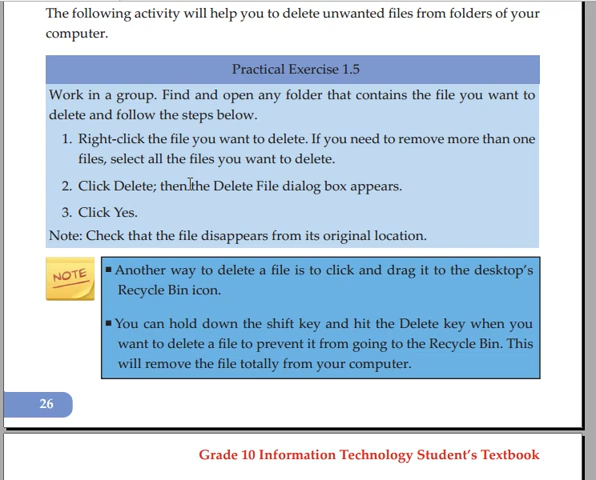 The following activity will help you to delete unwanted files from folders of your
computer.
Practical Exercise 1.5
Work in a group. Find and open any folder that contains the file you want to
delete and follow the steps below.
1. Right-click the file you want to delete. If you need to remove more than one
files, select all the files you want to delete.
2. Click Delete; then the Delete File dialog box appears.
3. Click Yes.
Note: Check that the file disappears from its original location.
NOTE
▪ Another way to delete a file is to click and drag it to the desktop's
Recycle Bin icon.
▪ You can hold down the shift key and hit the Delete key when you
want to delete a file to prevent it from going to the Recycle Bin. This
will remove the file totally from your computer.
26
Grade 10 Information Technology Student's Textbook